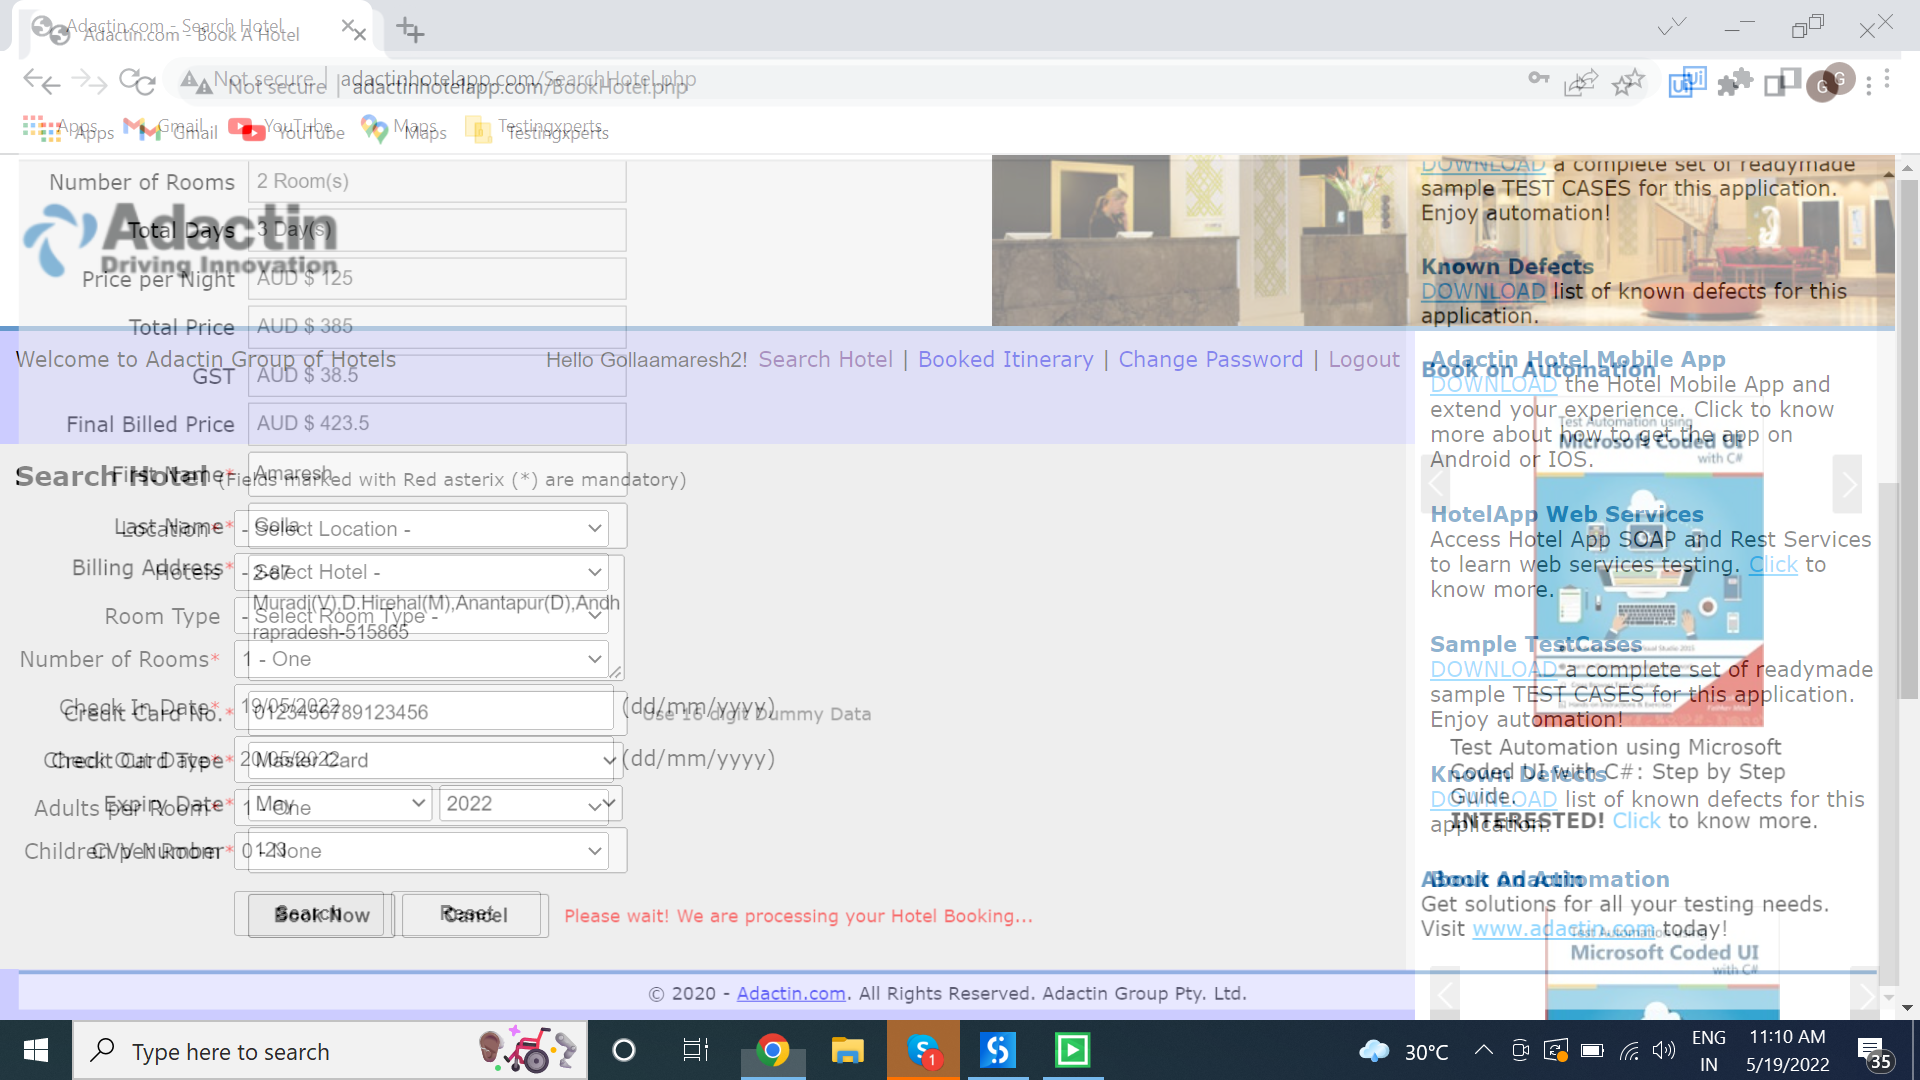 Adactin.com - Search Hotel
Adactin.com - Book A Hotel
Not secure | adactinhotelapp.com/SearchHotel.php
Not secure | adactinhotelapp.com/BookHotel.php
Apps Gmail YouTube Maps Testingxperts
Apps Gmail YouTube Maps Testingxperts
Number of Rooms 2 Room(s)
Adactin
Driving Innovation
Total Days 3 Day(s)
Price per Night AUD $ 125
Total Price AUD $ 385
GST AUD $ 38.5
Final Billed Price AUD $ 423.5
Welcome to Adactin Group of Hotels
Hello Gollaamaresh2! Search Hotel | Booked Itinerary | Change Password | Logout
First Name* Amaresh
Search Hotel (Fields marked with Red asterix (*) are mandatory)
Last Name* Golla
Location* - Select Location -
Billing Address* 2-87
Muradi(V),D.Hirehal(M),Anantapur(D),Andh
rapradesh-515865
Hotels - Select Hotel -
Room Type - Select Room Type -
Number of Rooms* 1 - One
Check In Date* 19/05/2022 (dd/mm/yyyy)
Credit Card No.* 0123456789123456 Use 16 digit Dummy Data
Check Out Date* 20/05/2022 (dd/mm/yyyy)
Credit Card Type* Master Card
Expiry Date* May 2022
Adults per Room* 1 - One
Children per Room 0 - None
CVV Number* 0123
Search Reset
Book Now Cancel Please wait! We are processing your Hotel Booking...
DOWNLOAD a complete set of readymade
sample TEST CASES for this application.
Enjoy automation!
Known Defects
DOWNLOAD list of known defects for this
application.
Book on Automation
Test Automation using
Microsoft Coded UI
with C#
Test Automation using Microsoft
Coded UI with C#: Step by Step
Guide.
INTERESTED! Click to know more.
About Adactin
Get solutions for all your testing needs.
Visit www.adactin.com today!
Adactin Hotel Mobile App
DOWNLOAD the Hotel Mobile App and
extend your experience. Click to know
more about how to get the app on
Android or IOS.
HotelApp Web Services
Access Hotel App SOAP and Rest Services
to learn web services testing. Click to
know more.
Sample TestCases
DOWNLOAD a complete set of readymade
sample TEST CASES for this application.
Enjoy automation!
Known Defects
DOWNLOAD list of known defects for this
application.
Book on Automation
Test Automation using
Microsoft Coded UI
with C#
© 2020 - Adactin.com. All Rights Reserved. Adactin Group Pty. Ltd.
Type here to search
1
30°C
ENG
IN
11:10 AM
5/19/2022
35